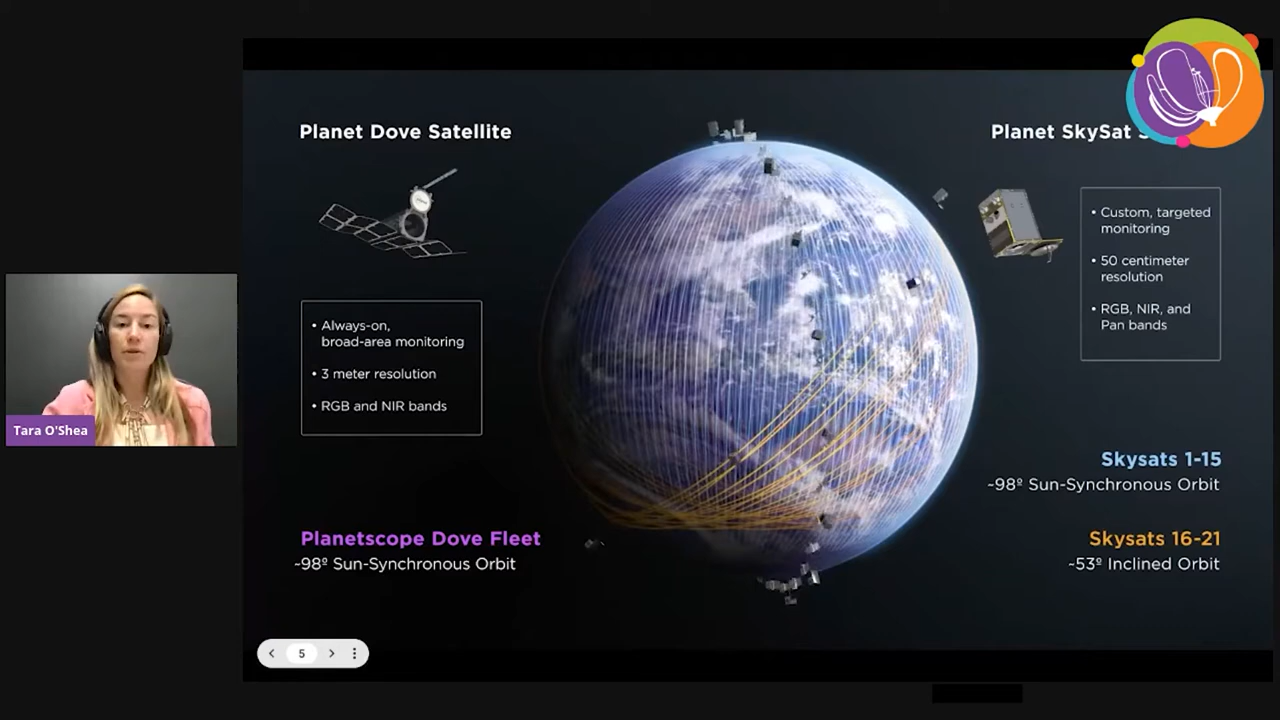 Planet Dove Satellite
• Always-on,
broad-area monitoring
• 3 meter resolution
• RGB and NIR bands
Planetscope Dove Fleet
~98º Sun-Synchronous Orbit
Planet SkySat
• Custom, targeted
monitoring
• 50 centimeter
resolution
• RGB, NIR, and
Pan bands
Skysats 1-15
~98º Sun-Synchronous Orbit
Skysats 16-21
~53º Inclined Orbit
Tara O'Shea
5